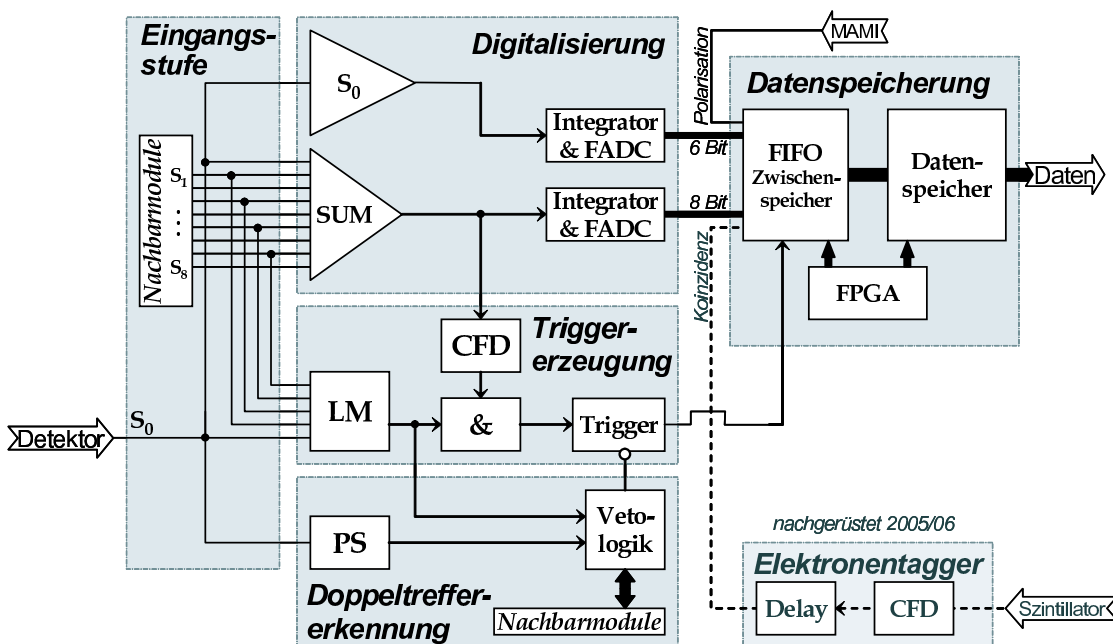 Eingangs-
stufe
Digitalisierung
S0
Integrator
& FADC
6 Bit
Polarisation
MAMI
Datenspeicherung
FIFO
Zwischen-
speicher
Daten-
speicher
Daten
Nachbarmodule
S1
⋮
S8
SUM
Integrator
& FADC
8 Bit
Koinzidenz
FPGA
CFD
Trigger-
erzeugung
LM
&
Trigger
Detektor
S0
PS
Veto-
logik
Doppeltreffer-
erkennung
Nachbarmodule
nachgerüstet 2005/06
Elektronentagger
Delay
CFD
Szintillator